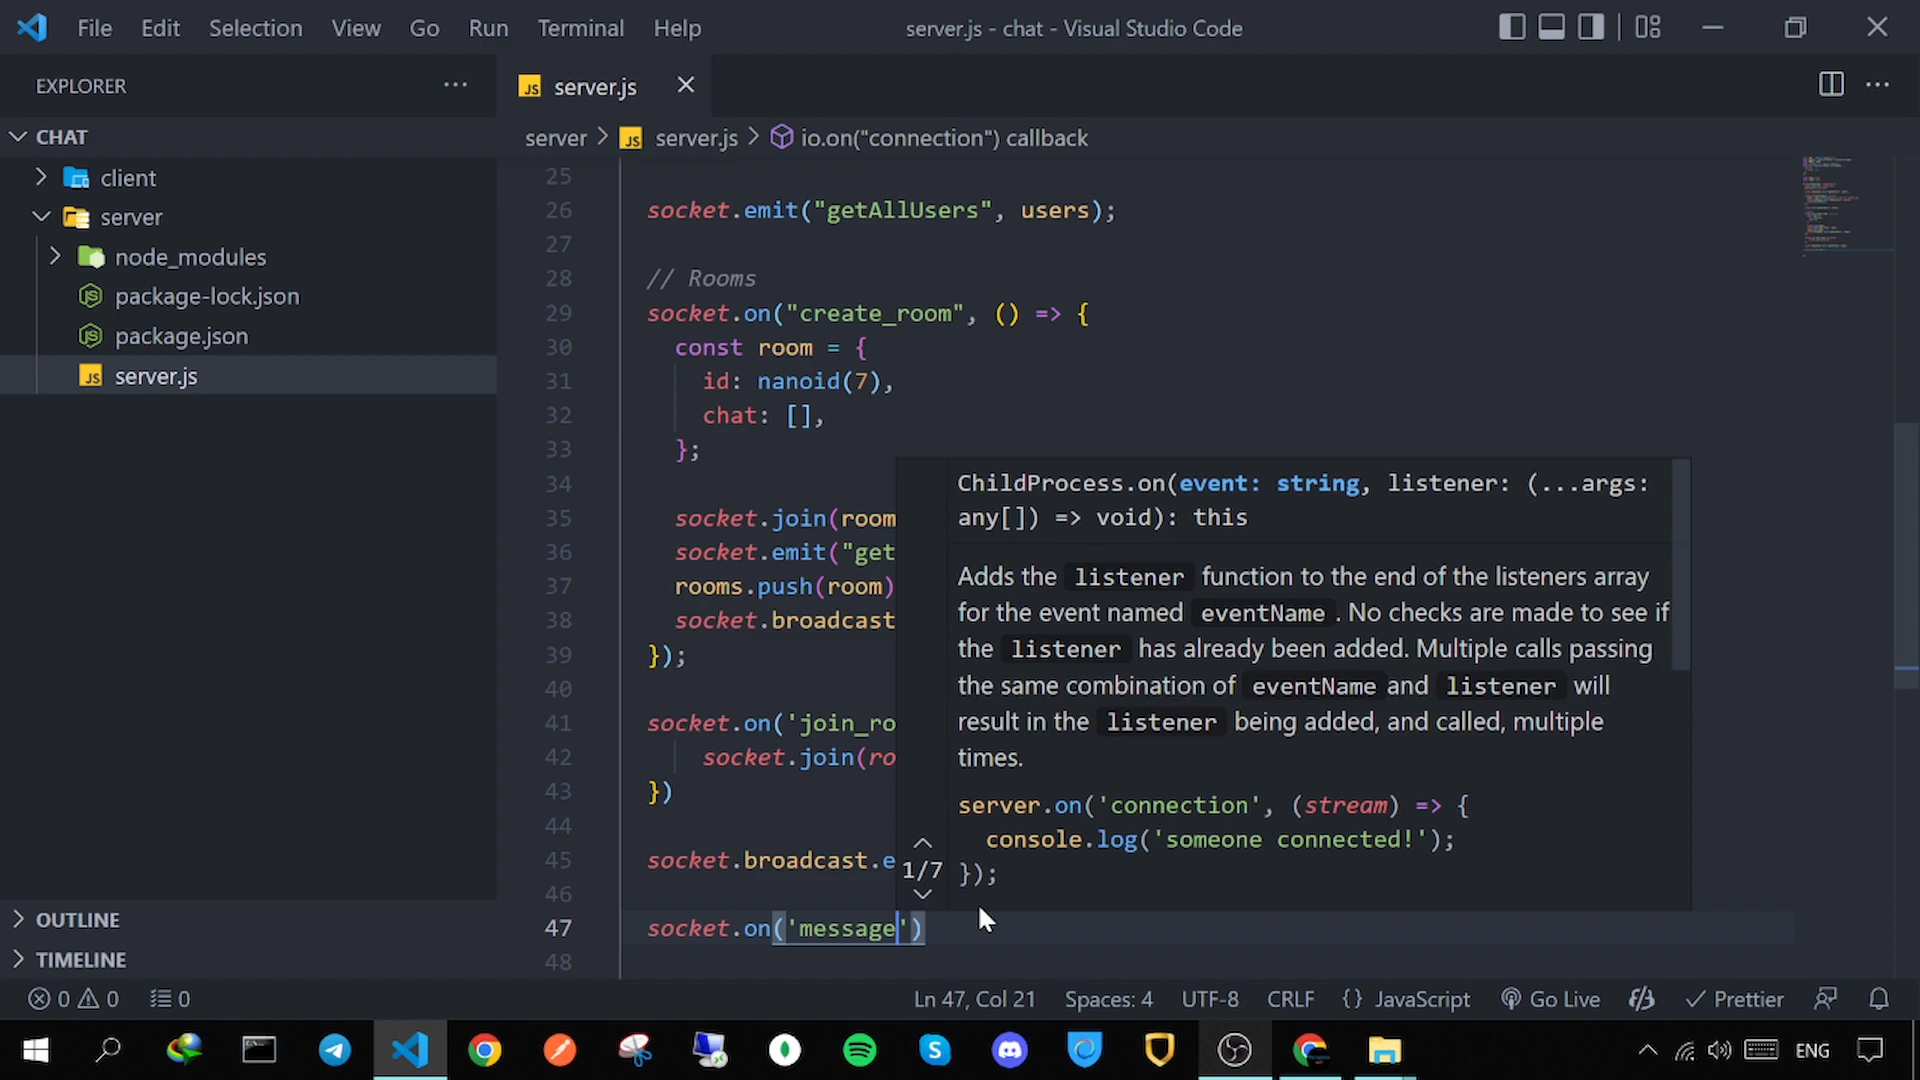 File Edit Selection View Go Run Terminal Help
server.js - chat - Visual Studio Code
EXPLORER
CHAT
client
server
node_modules
package-lock.json
package.json
server.js
OUTLINE
TIMELINE
server.js
server > server.js > io.on("connection") callback
25
26 socket.emit("getAllUsers", users);
27
28 // Rooms
29 socket.on("create_room", () => {
30 const room = {
31 id: nanoid(7),
32 chat: [],
33 };
34
35 socket.join(room
36 socket.emit("get
37 rooms.push(room)
38 socket.broadcast
39 });
40
41 socket.on('join_ro
42 socket.join(ro
43 })
44
45 socket.broadcast.e
46
47 socket.on('message')
48
ChildProcess.on(event: string, listener: (...args:
any[]) => void): this
Adds the listener function to the end of the listeners array
for the event named eventName. No checks are made to see if
the listener has already been added. Multiple calls passing
the same combination of eventName and listener will
result in the listener being added, and called, multiple
times.
server.on('connection', (stream) => {
console.log('someone connected!');
});
1/7
0 0 0 Ln 47, Col 21 Spaces: 4 UTF-8 CRLF {} JavaScript Go Live Prettier
ENG